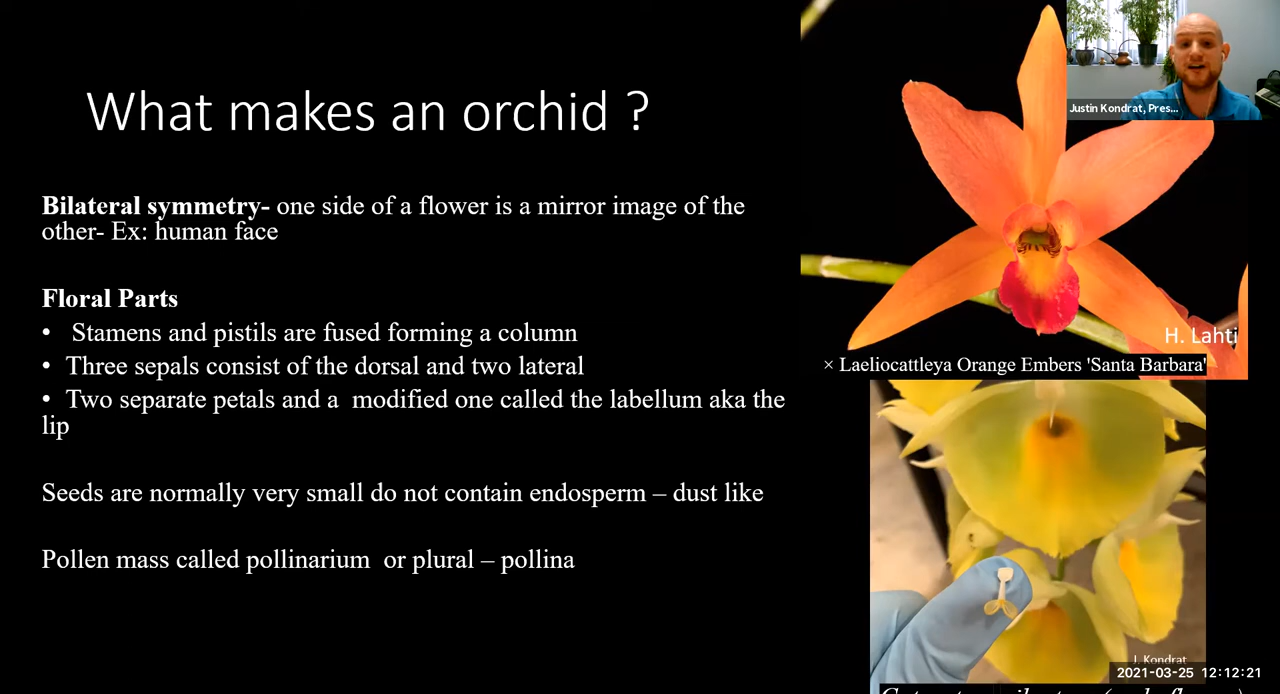 What makes an orchid ?
Bilateral symmetry- one side of a flower is a mirror image of the
other- Ex: human face
Floral Parts
• Stamens and pistils are fused forming a column
• Three sepals consist of the dorsal and two lateral
• Two separate petals and a modified one called the labellum aka the
lip
Seeds are normally very small do not contain endosperm – dust like
Pollen mass called pollinarium or plural – pollina
Justin Kondrat, Pres...
H. Lahti
× Laeliocattleya Orange Embers 'Santa Barbara'
J. Kondrat
2021-03-25 12:12:21